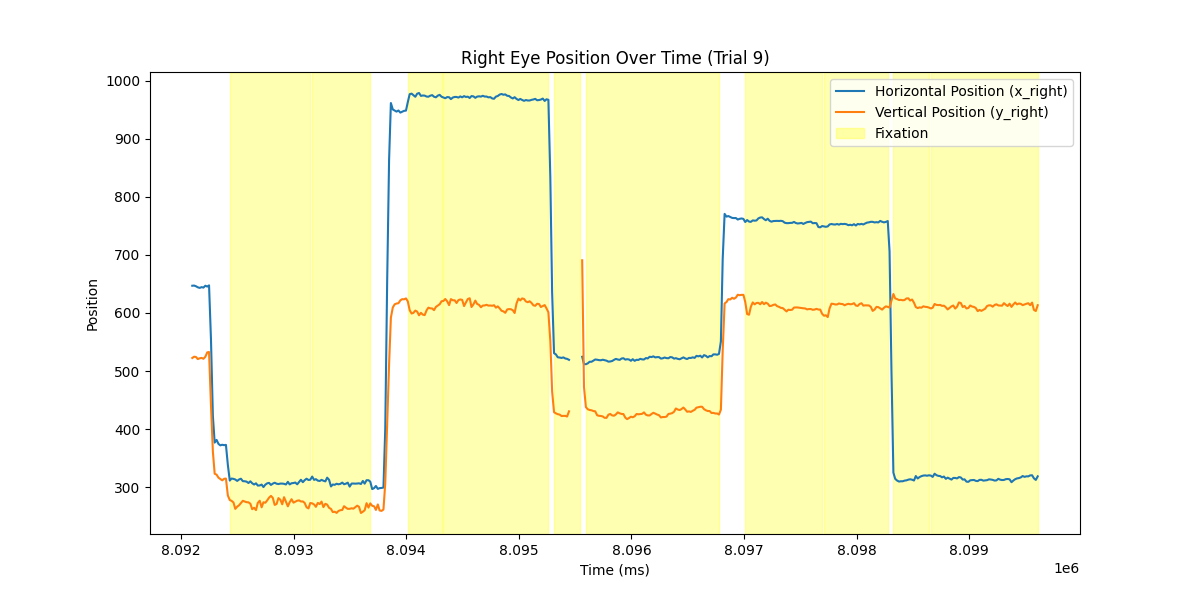 Right Eye Position Over Time (Trial 9)
Position
1000
900
800
700
600
500
400
300
Horizontal Position (x_right)
Vertical Position (y_right)
Fixation
8.092 8.093 8.094 8.095 8.096 8.097 8.098 8.099
1e6
Time (ms)